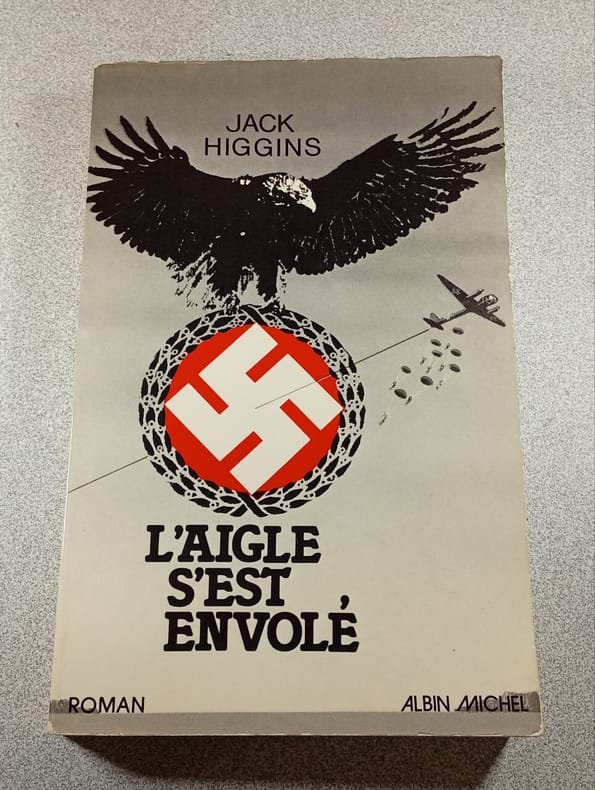 JACK
HIGGINS
L'AIGLE
S'EST
ENVOLÉ
ROMAN
ALBIN MICHEL